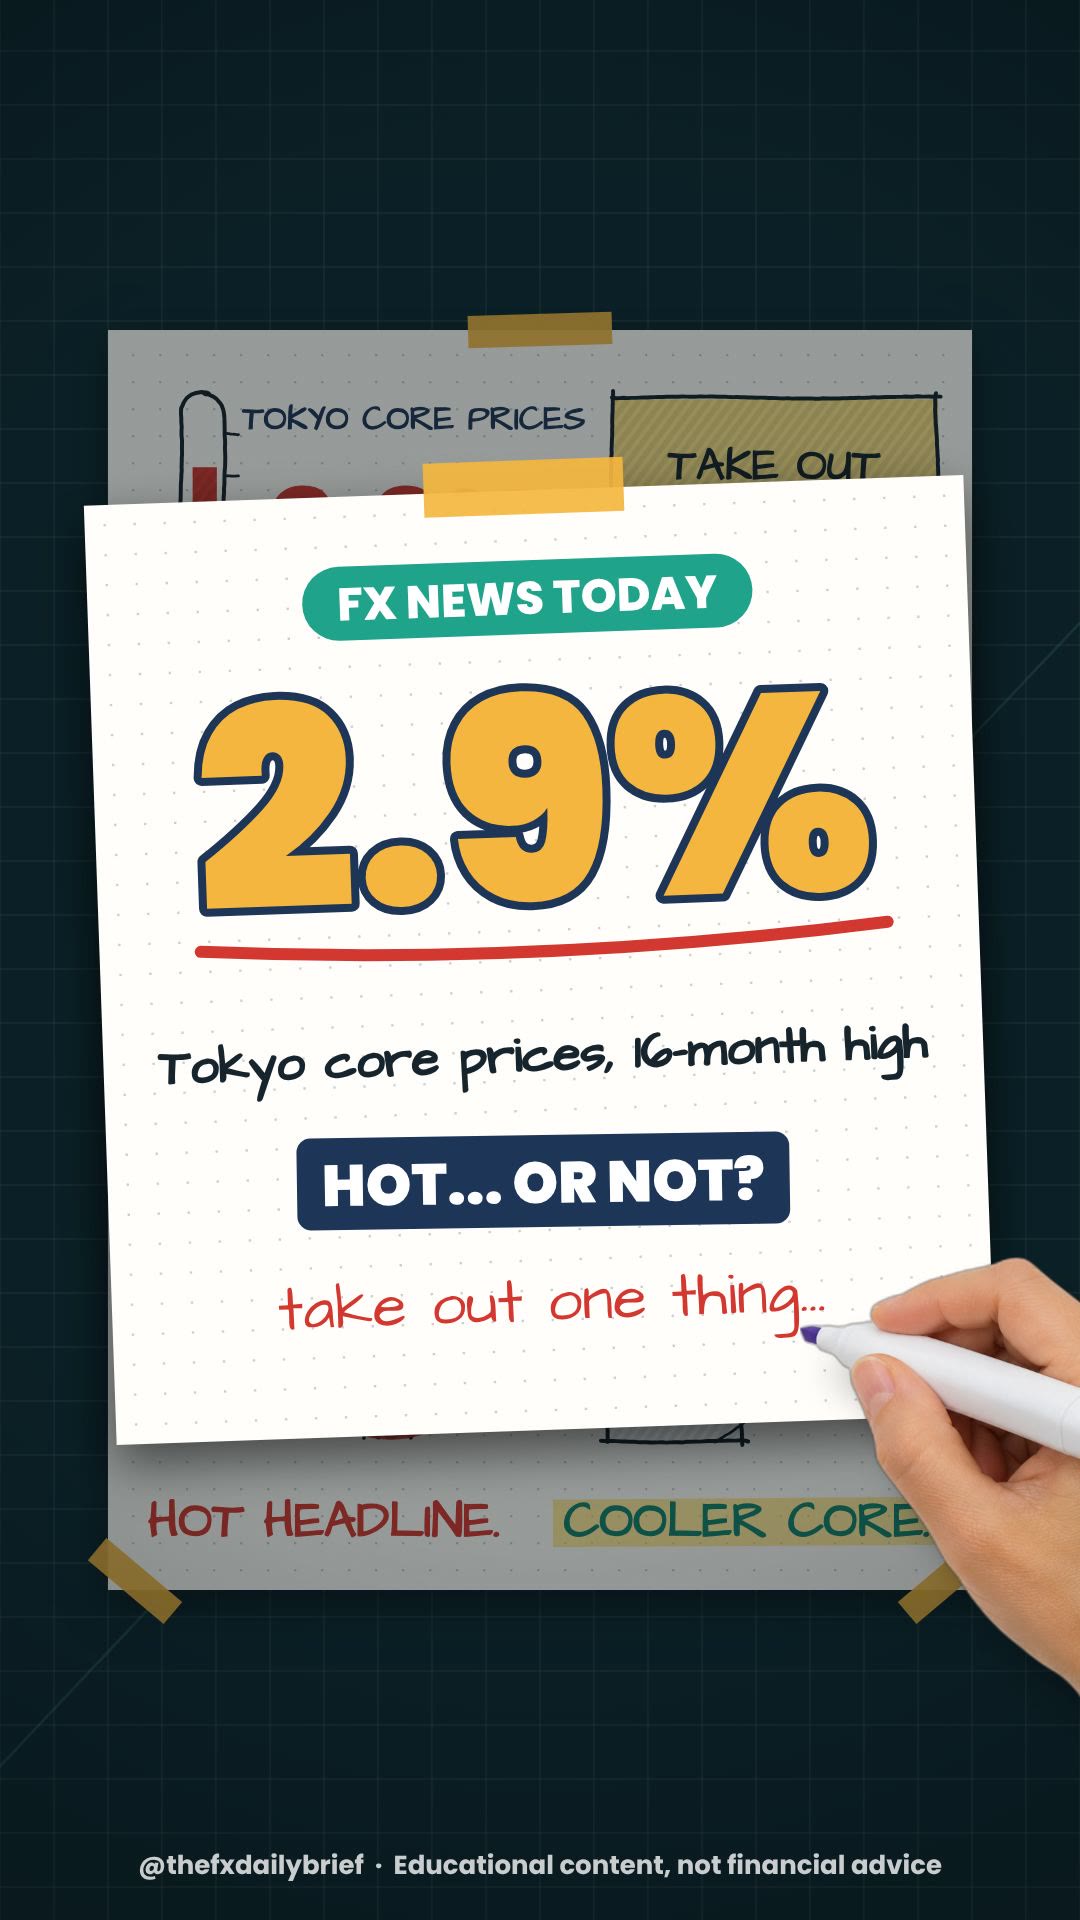 TOKYO CORE PRICES
TAKE OUT
FX NEWS TODAY
2.9%
Tokyo core prices, 16-month high
HOT... OR NOT?
take out one thing...
HOT HEADLINE.
COOLER CORE.
@thefxdailybrief · Educational content, not financial advice